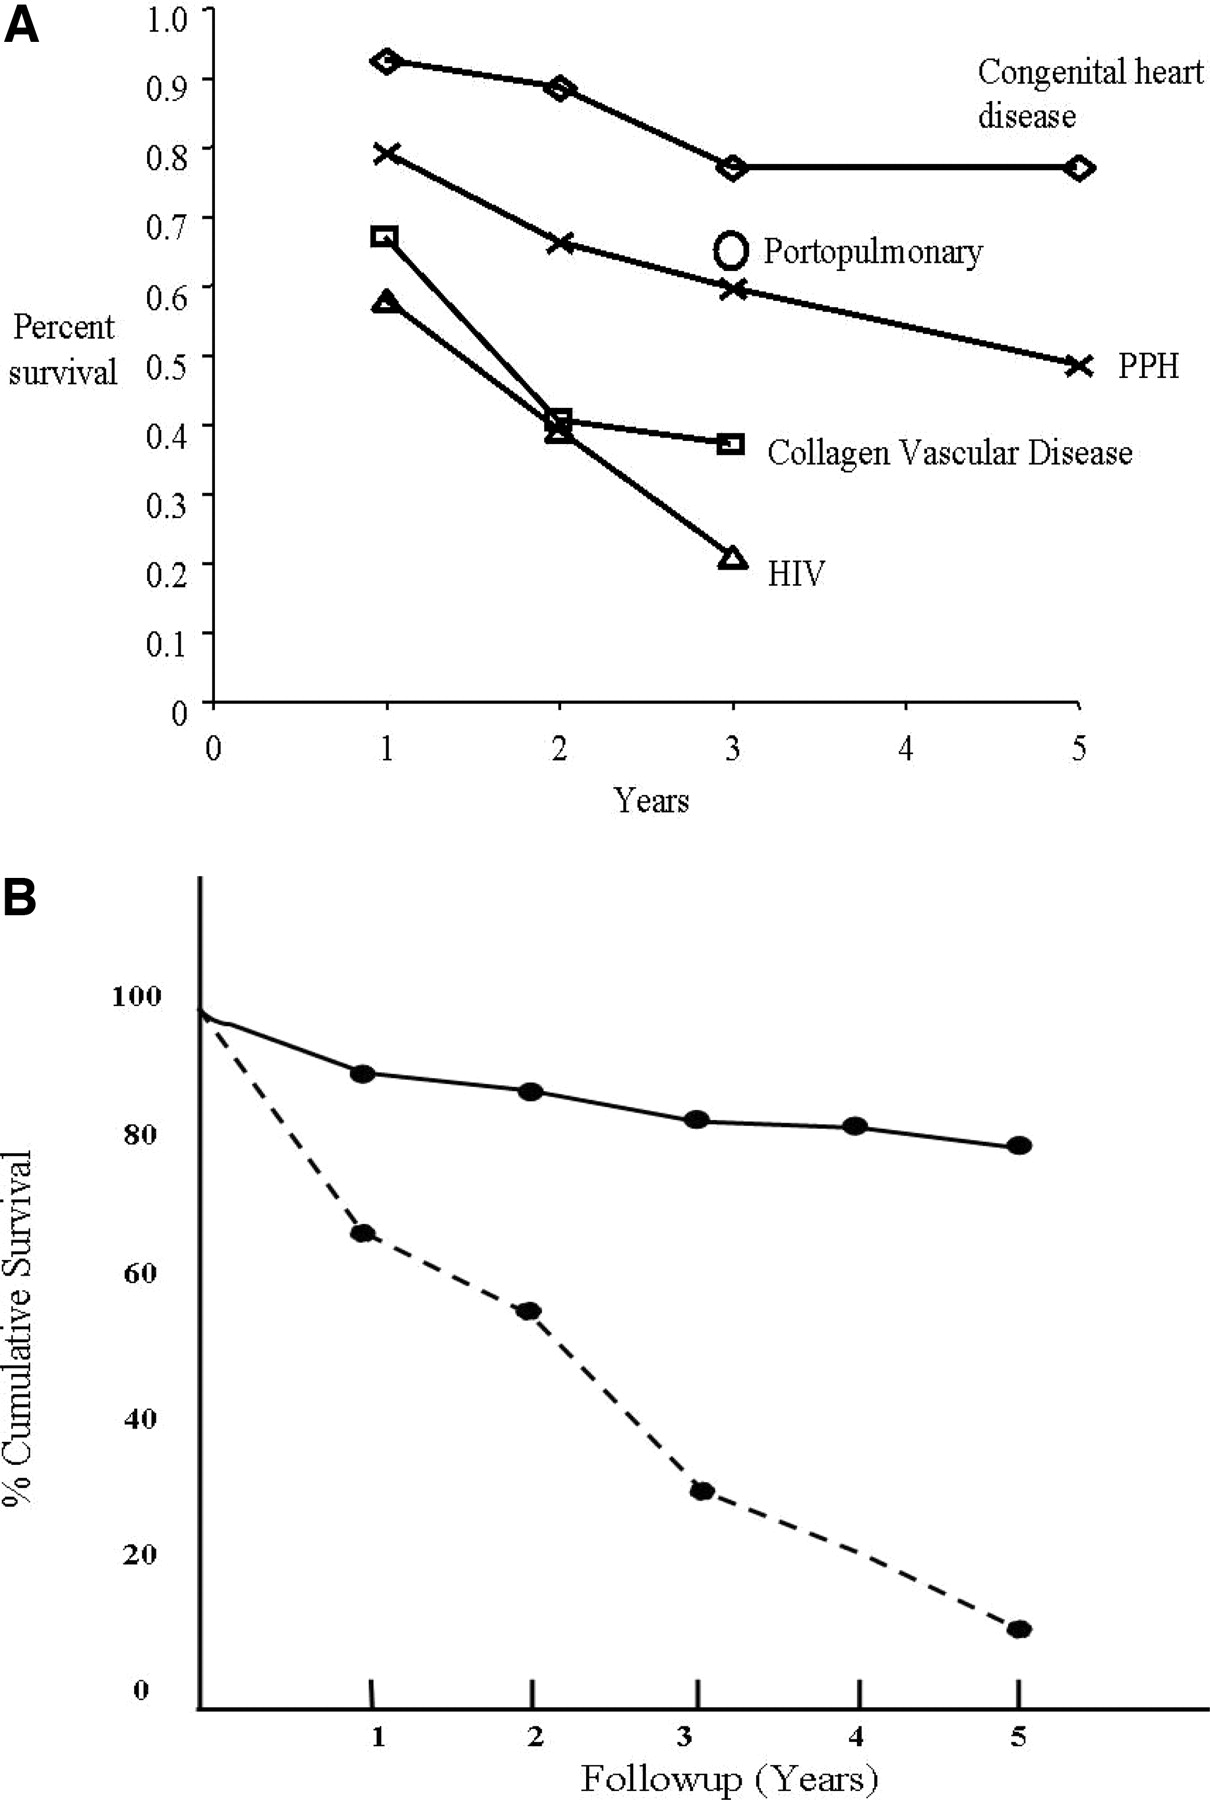 A
1.0
0.9
0.8
0.7
0.6
0.5
0.4
0.3
0.2
0.1
0
Percent
survival
Congenital heart
disease
Portopulmonary
PPH
Collagen Vascular Disease
HIV
0 1 2 3 4 5
Years
B
100
80
60
40
20
0
% Cumulative Survival
1 2 3 4 5
Followup (Years)